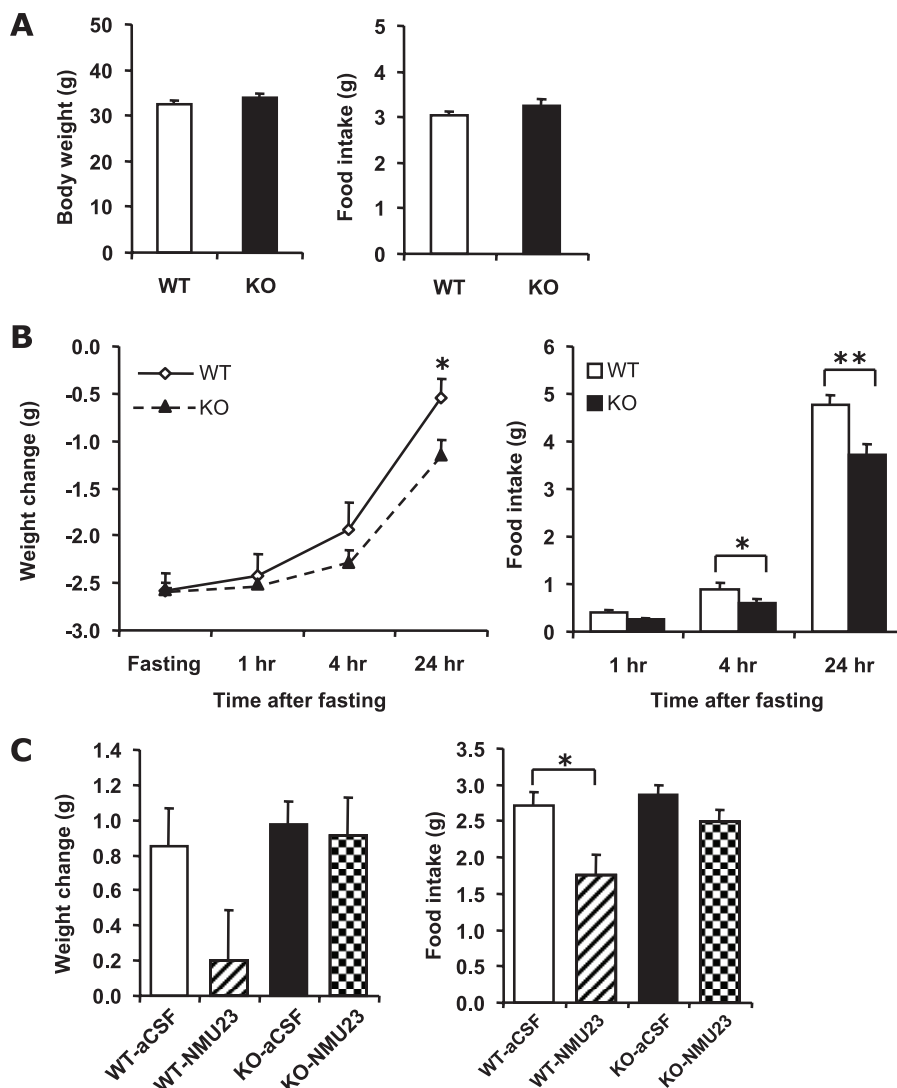 A
Body weight (g)
50
40
30
20
10
0
WT
KO
Food intake (g)
5
4
3
2
1
0
WT
KO
B
Weight change (g)
0.0
-0.5
-1.0
-1.5
-2.0
-2.5
-3.0
WT
KO
*
Fasting
1 hr
4 hr
24 hr
Time after fasting
Food intake (g)
6
5
4
3
2
1
0
WT
KO
*
**
1 hr
4 hr
24 hr
Time after fasting
C
Weight change (g)
1.4
1.2
1.0
0.8
0.6
0.4
0.2
0.0
WT-aCSF
WT-NMU23
KO-aCSF
KO-NMU23
Food intake (g)
3.5
3.0
2.5
2.0
1.5
1.0
0.5
0.0
*
WT-aCSF
WT-NMU23
KO-aCSF
KO-NMU23